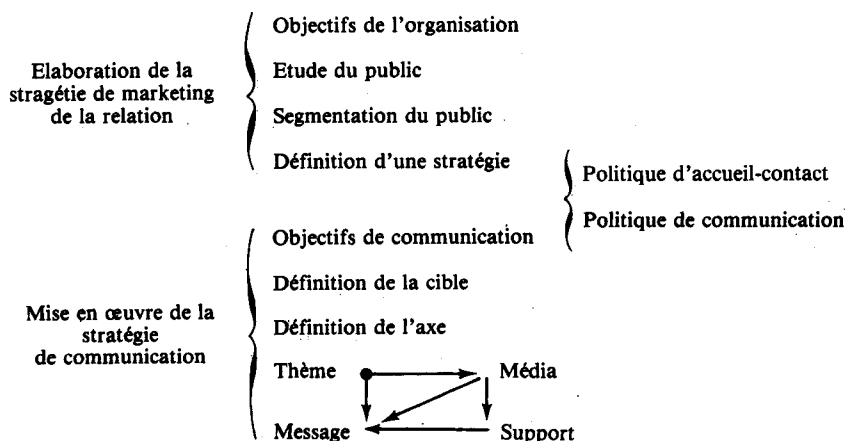 Objectifs de l'organisation
Elaboration de la
stragétie de marketing
de la relation
Etude du public
Segmentation du public
Définition d'une stratégie
Politique d'accueil-contact
Politique de communication
Objectifs de communication
Définition de la cible
Mise en œuvre de la
stratégie
de communication
Définition de l'axe
Thème
Média
Message
Support